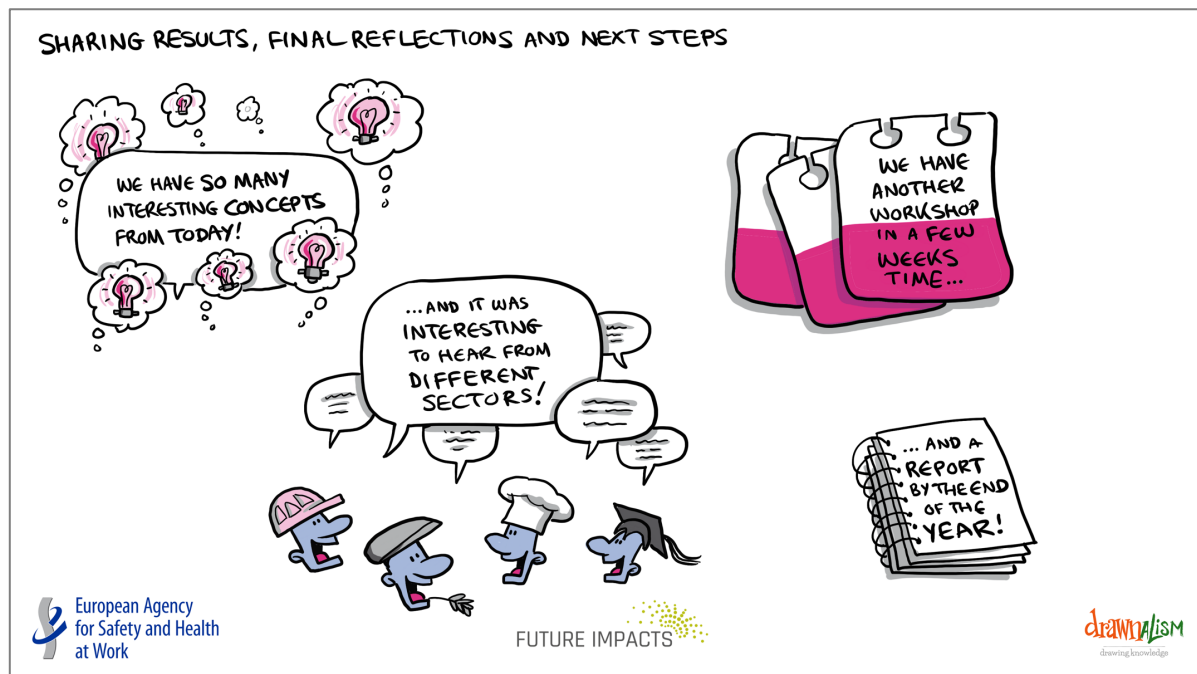 SHARING RESULTS, FINAL REFLECTIONS AND NEXT STEPS
WE HAVE SO MANY
INTERESTING CONCEPTS
FROM TODAY!
...AND IT WAS
INTERESTING
TO HEAR FROM
DIFFERENT
SECTORS!
WE HAVE
ANOTHER
WORKSHOP
IN A FEW
WEEKS
TIME...
...AND A
REPORT
BY THE END
OF THE
YEAR!
European Agency
for Safety and Health
at Work
FUTURE IMPACTS
drawnalism
drawing knowledge